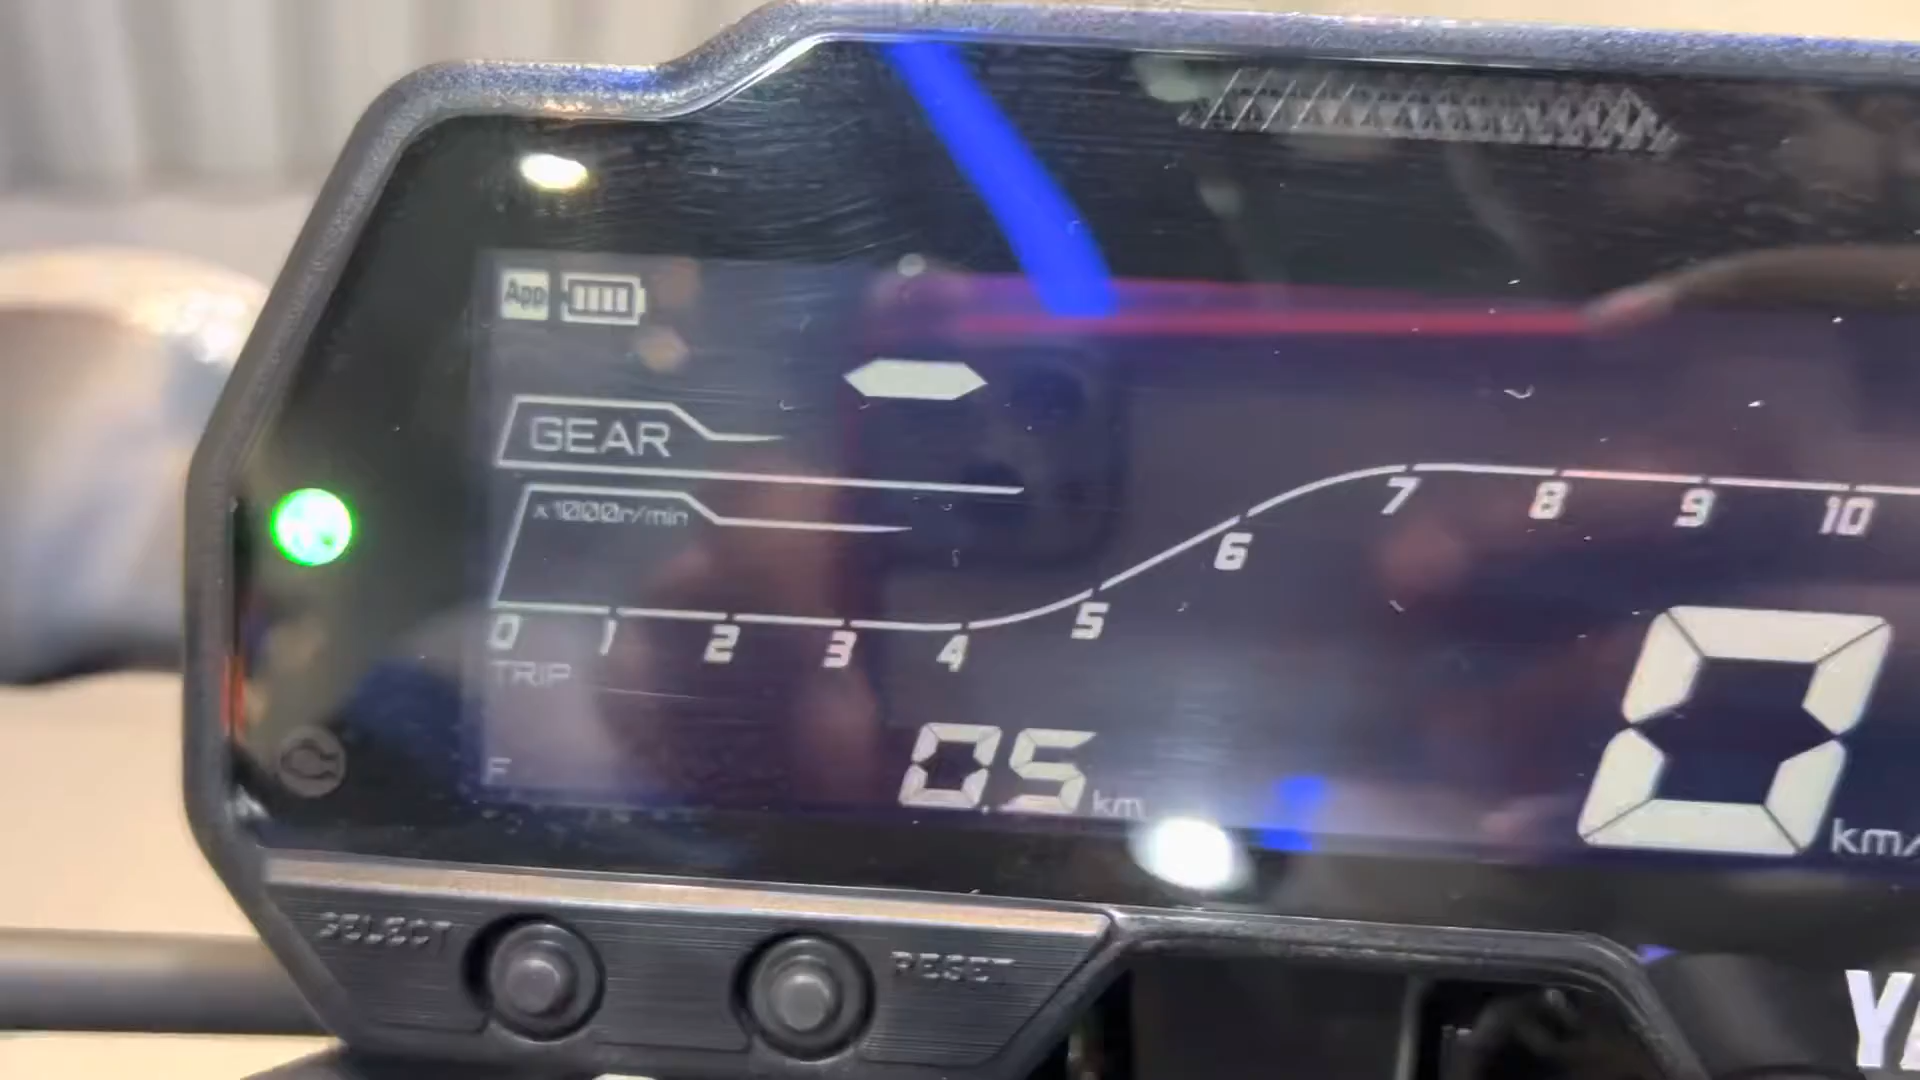 App
GEAR
x1000r/min
0 1 2 3 4 5 6 7 8 9 10
TRIP
F
0.5 km
0 km/
SELECT
RESET